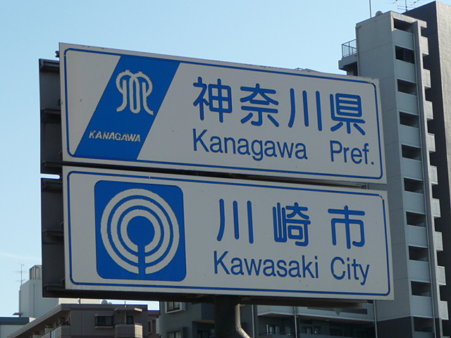 KANAGAWA
神奈川県
Kanagawa Pref.
川崎市
Kawasaki City